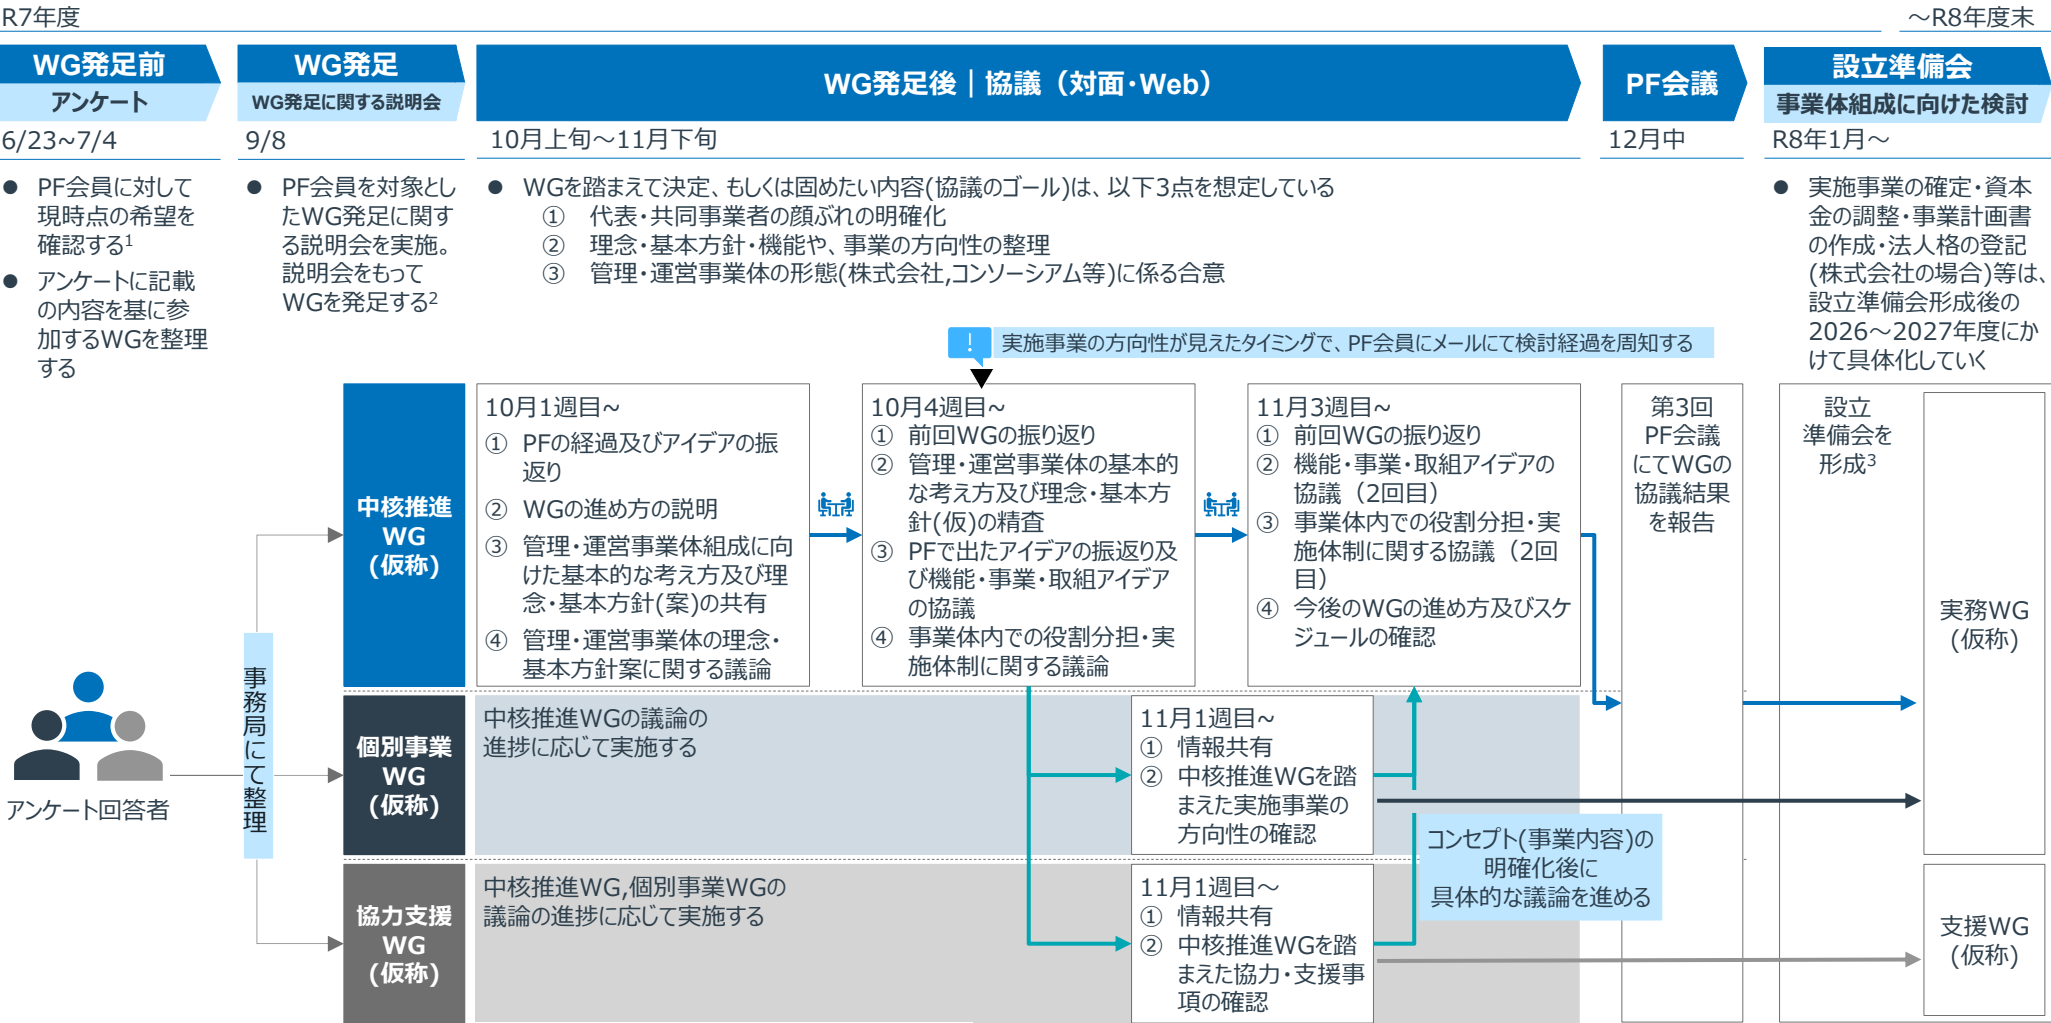 R7年度
～R8年度末
WG発足前
アンケート
6/23~7/4
● PF会員に対して
現時点の希望を
確認する1
● アンケートに記載
の内容を基に参
加するWGを整理
する
WG発足
WG発足に関する説明会
9/8
● PF会員を対象とし
たWG発足に関す
る説明会を実施。
説明会をもって
WGを発足する2
WG発足後｜協議（対面・Web）
10月上旬～11月下旬
● WGを踏まえて決定、もしくは固めたい内容(協議のゴール)は、以下3点を想定している
① 代表・共同事業者の顔ぶれの明確化
② 理念・基本方針・機能や、事業の方向性の整理
③ 管理・運営事業体の形態(株式会社,コンソーシアム等)に係る合意
PF会議
12月中
設立準備会
事業体組成に向けた検討
R8年1月～
● 実施事業の確定・資本
金の調整・事業計画書
の作成・法人格の登記
(株式会社の場合)等は、
設立準備会形成後の
2026～2027年度にか
けて具体化していく
! 実施事業の方向性が見えたタイミングで、PF会員にメールにて検討経過を周知する
アンケート回答者
事務局にて整理
中核推進
WG
(仮称)
10月1週目~
① PFの経過及びアイデアの振
返り
② WGの進め方の説明
③ 管理・運営事業体組成に向
けた基本的な考え方及び理
念・基本方針(案)の共有
④ 管理・運営事業体の理念・
基本方針案に関する議論
10月4週目~
① 前回WGの振り返り
② 管理・運営事業体の基本的
な考え方及び理念・基本方
針(仮)の精査
③ PFで出たアイデアの振返り及
び機能・事業・取組アイデア
の協議
④ 事業体内での役割分担・実
施体制に関する議論
11月3週目~
① 前回WGの振り返り
② 機能・事業・取組アイデアの
協議（2回目）
③ 事業体内での役割分担・実
施体制に関する協議（2回
目）
④ 今後のWGの進め方及びスケ
ジュールの確認
第3回
PF会議
にてWGの
協議結果
を報告
設立
準備会を
形成3
実務WG
(仮称)
個別事業
WG
(仮称)
中核推進WGの議論の
進捗に応じて実施する
11月1週目~
① 情報共有
② 中核推進WGを踏
まえた実施事業の
方向性の確認
コンセプト(事業内容)の
明確化後に
具体的な議論を進める
協力支援
WG
(仮称)
中核推進WG,個別事業WGの
議論の進捗に応じて実施する
11月1週目～
① 情報共有
② 中核推進WGを踏
まえた協力・支援事
項の確認
支援WG
(仮称)